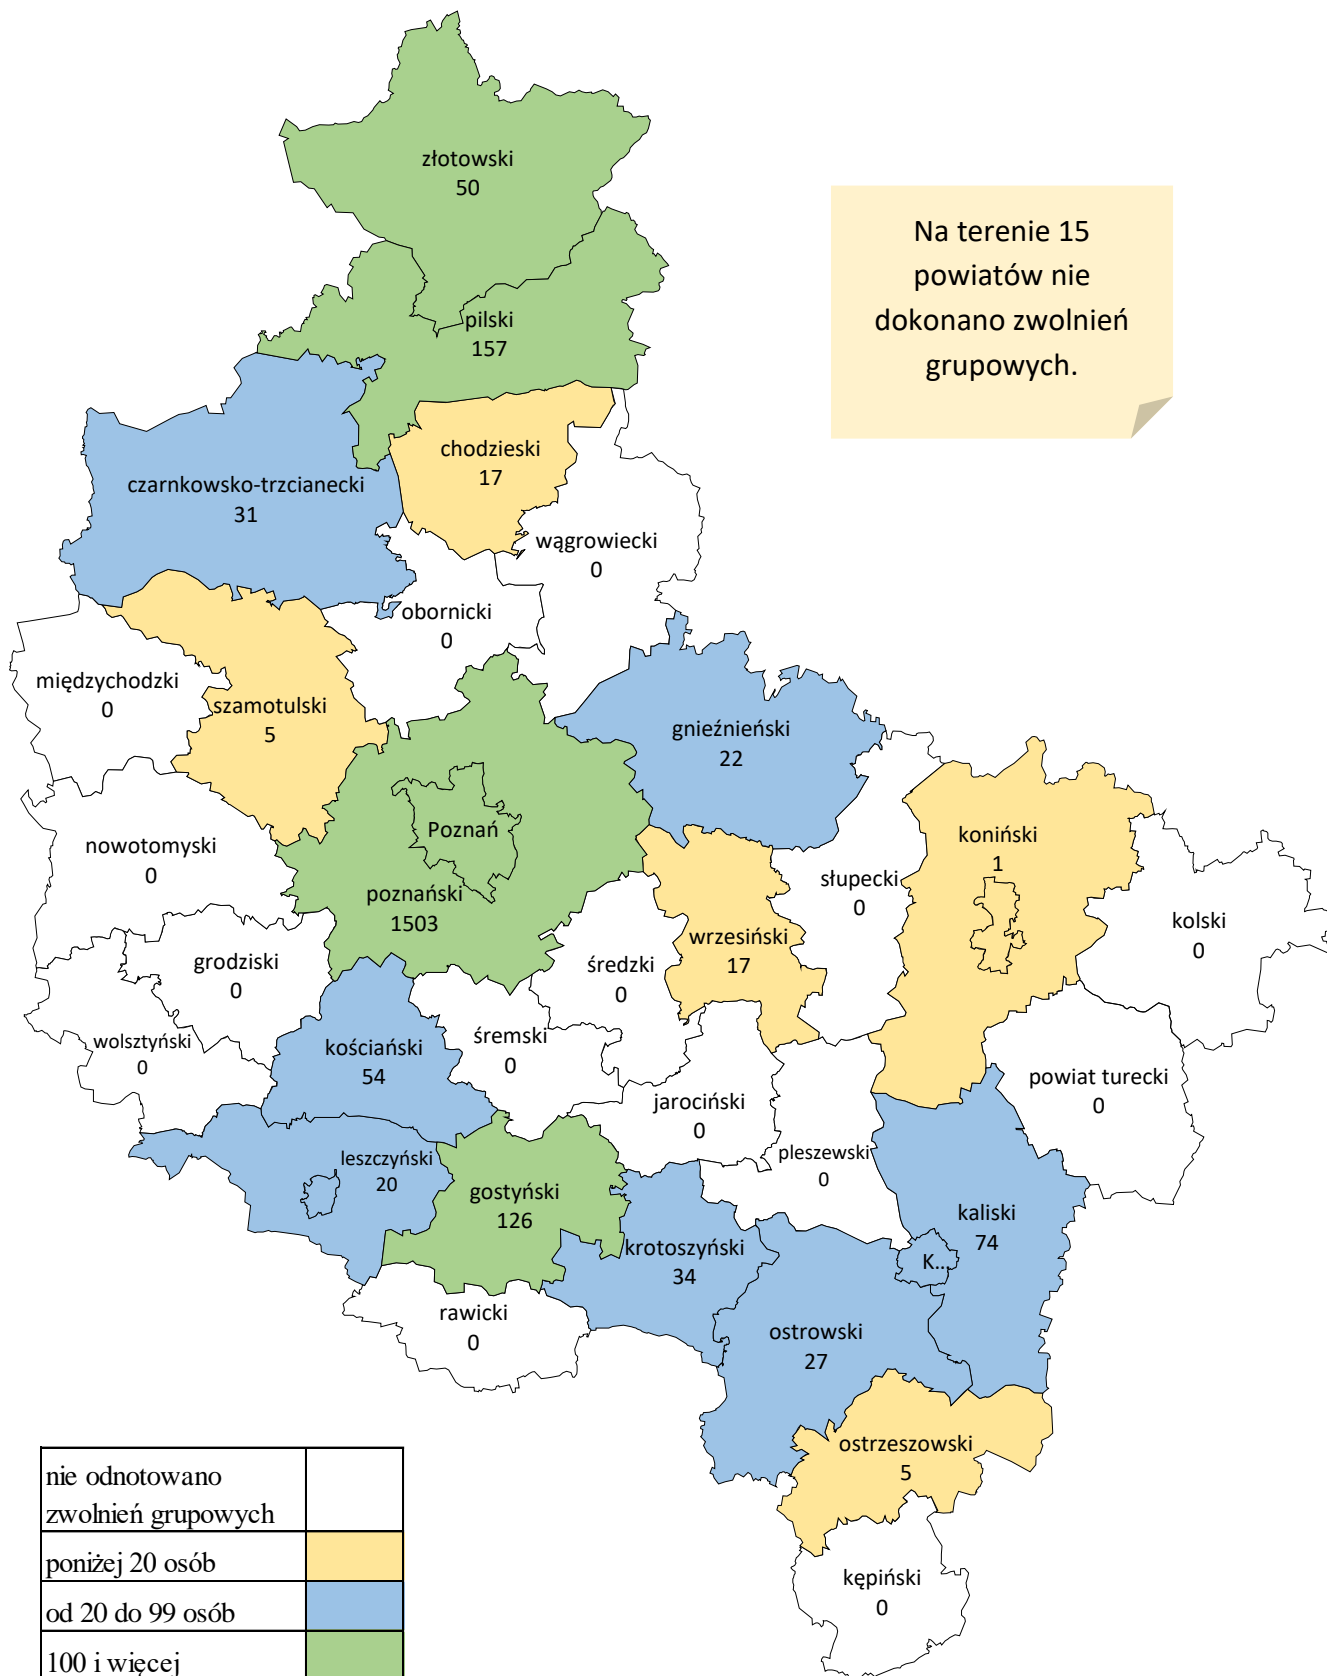 złotowski
50
Na terenie 15
powiatów nie
dokonano zwolnień
grupowych.
pilski
157
chodzieski
17
czarnkowsko-trzcianecki
31
wągrowiecki
0
obornicki
0
międzychodzki
0
szamotulski
5
gnieźnieński
22
Poznań
poznański
1503
nowotomyski
0
koniński
1
słupecki
0
kolski
0
wrzesiński
17
grodziski
0
średzki
0
wolsztyński
0
kościański
54
śremski
0
powiat turecki
0
jarociński
0
pleszewski
0
leszczyński
20
gostyński
126
kaliski
74
krotoszyński
34
K...
rawicki
0
ostrowski
27
ostrzeszowski
5
kępiński
0
nie odnotowano
zwolnień grupowych
poniżej 20 osób
od 20 do 99 osób
100 i więcej